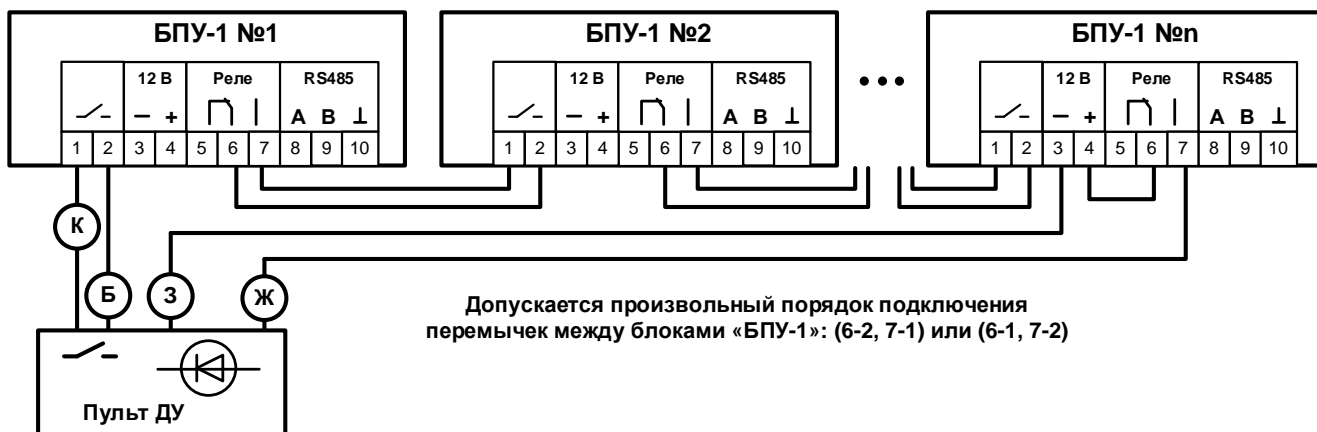 БПУ-1 №1
БПУ-1 №2
БПУ-1 №n
12 В Реле RS485
– + А В ⊥
1 2 3 4 5 6 7 8 9 10
12 В Реле RS485
– + А В ⊥
1 2 3 4 5 6 7 8 9 10
12 В Реле RS485
– + А В ⊥
1 2 3 4 5 6 7 8 9 10
К
Б
З
Ж
Допускается произвольный порядок подключения
перемычек между блоками «БПУ-1»: (6-2, 7-1) или (6-1, 7-2)
Пульт ДУ